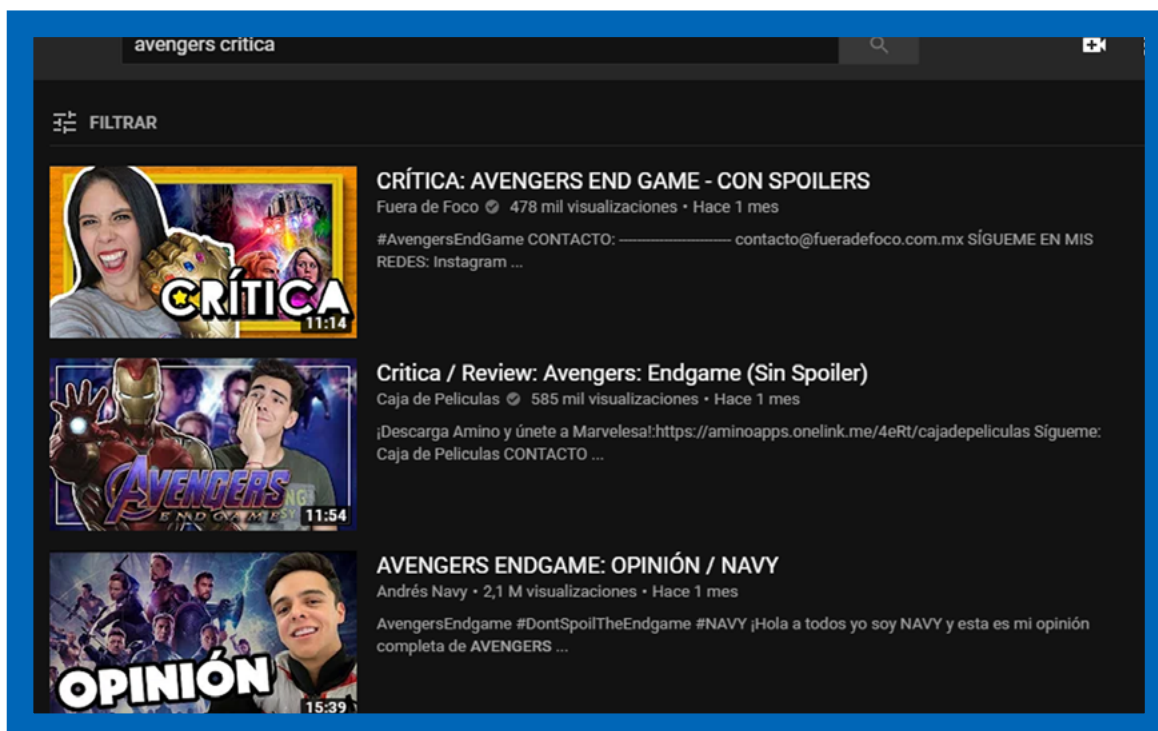 avengers critica
FILTRAR
CRÍTICA
11:14
CRÍTICA: AVENGERS END GAME - CON SPOILERS
Fuera de Foco 478 mil visualizaciones • Hace 1 mes
#AvengersEndGame CONTACTO: ------------------------- contacto@fueradefoco.com.mx SÍGUEME EN MIS
REDES: Instagram ...
AVENGERS
ENDGAME
11:54
Critica / Review: Avengers: Endgame (Sin Spoiler)
Caja de Peliculas 585 mil visualizaciones • Hace 1 mes
¡Descarga Amino y únete a Marvelesa!:https://aminoapps.onelink.me/4eRt/cajadepeliculas Sígueme:
Caja de Peliculas CONTACTO ...
OPINIÓN
15:39
AVENGERS ENDGAME: OPINIÓN / NAVY
Andrés Navy • 2,1 M visualizaciones • Hace 1 mes
AvengersEndgame #DontSpoilTheEndgame #NAVY ¡Hola a todos yo soy NAVY y esta es mi opinión
completa de AVENGERS ...